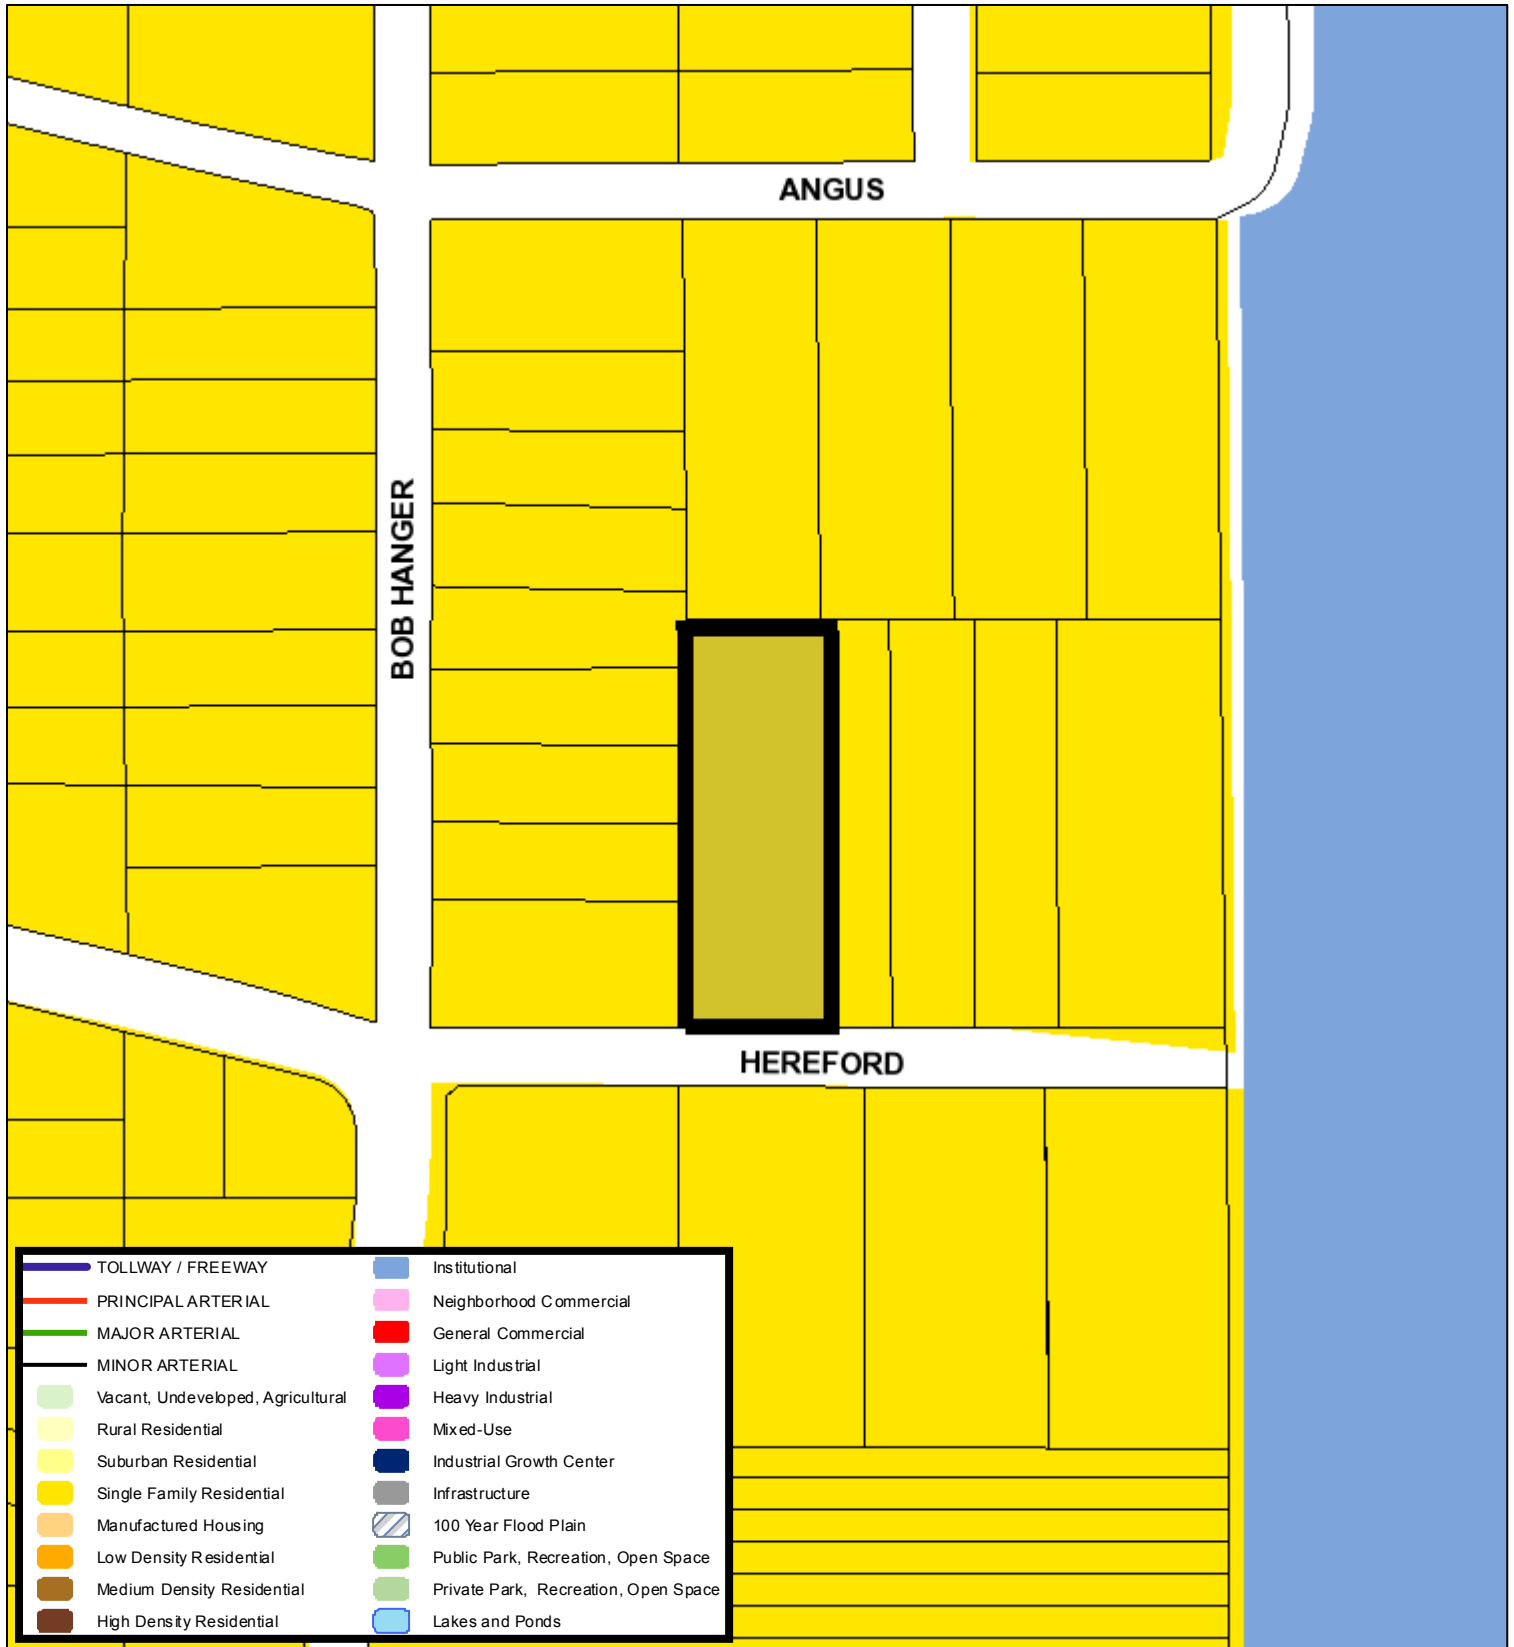 ANGUS
BOB HANGER
HEREFORD
TOLLWAY / FREEWAY
PRINCIPAL ARTERIAL
MAJOR ARTERIAL
MINOR ARTERIAL
Vacant, Undeveloped, Agricultural
Rural Residential
Suburban Residential
Single Family Residential
Manufactured Housing
Low Density Residential
Medium Density Residential
High Density Residential
Institutional
Neighborhood Commercial
General Commercial
Light Industrial
Heavy Industrial
Mixed-Use
Industrial Growth Center
Infrastructure
100 Year Flood Plain
Public Park, Recreation, Open Space
Private Park, Recreation, Open Space
Lakes and Ponds